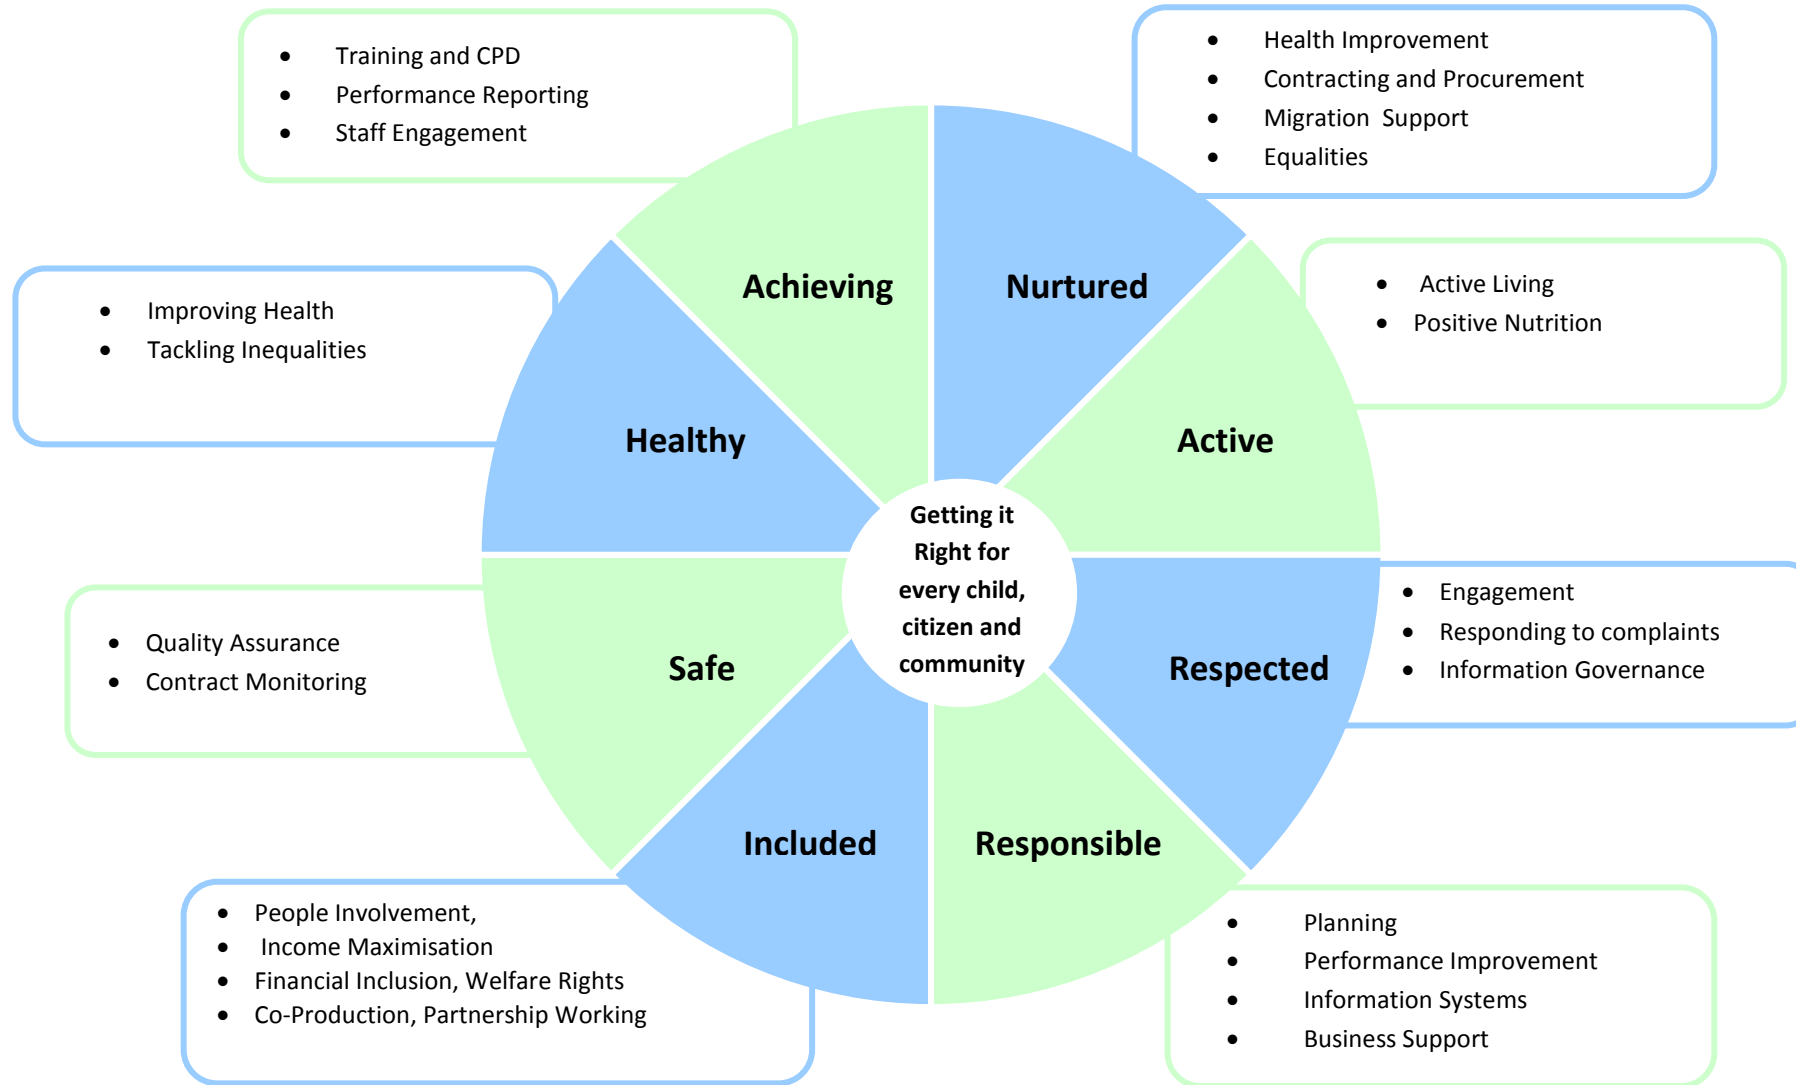 • Training and CPD
• Performance Reporting
• Staff Engagement
• Health Improvement
• Contracting and Procurement
• Migration Support
• Equalities
Achieving
Nurtured
• Improving Health
• Tackling Inequalities
• Active Living
• Positive Nutrition
Healthy
Active
Getting it
Right for
every child,
citizen and
community
• Quality Assurance
• Contract Monitoring
Safe
Respected
• Engagement
• Responding to complaints
• Information Governance
Included
Responsible
• People Involvement,
• Income Maximisation
• Financial Inclusion, Welfare Rights
• Co-Production, Partnership Working
• Planning
• Performance Improvement
• Information Systems
• Business Support